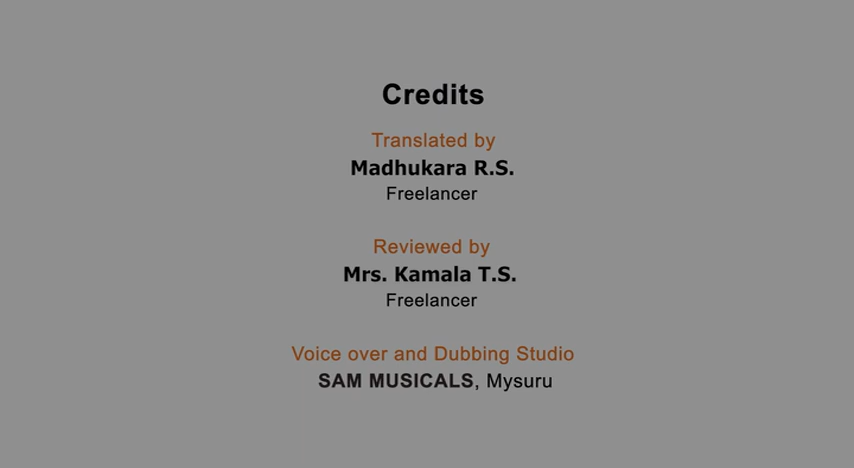 Credits
Translated by
Madhukara R.S.
Freelancer
Reviewed by
Mrs. Kamala T.S.
Freelancer
Voice over and Dubbing Studio
SAM MUSICALS, Mysuru